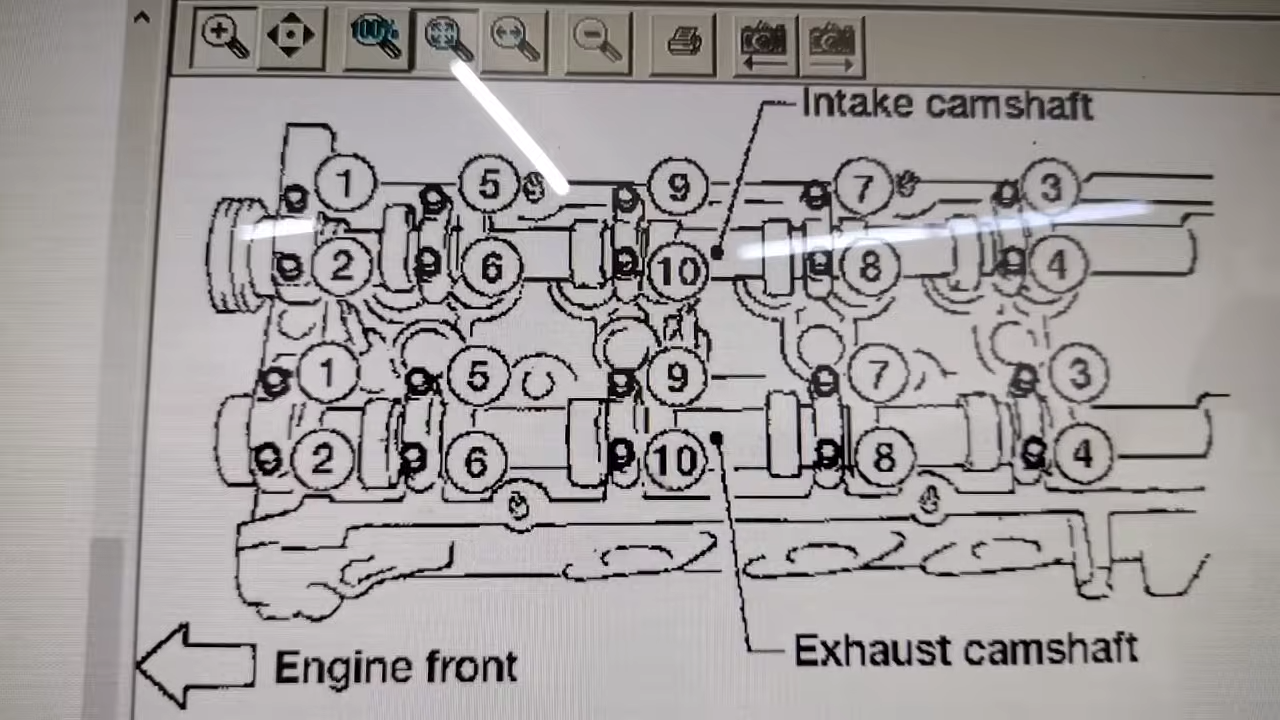 100%
Intake camshaft
1 5 9 7 3
2 6 10 8 4
1 5 9 7 3
2 6 10 8 4
Exhaust camshaft
Engine front